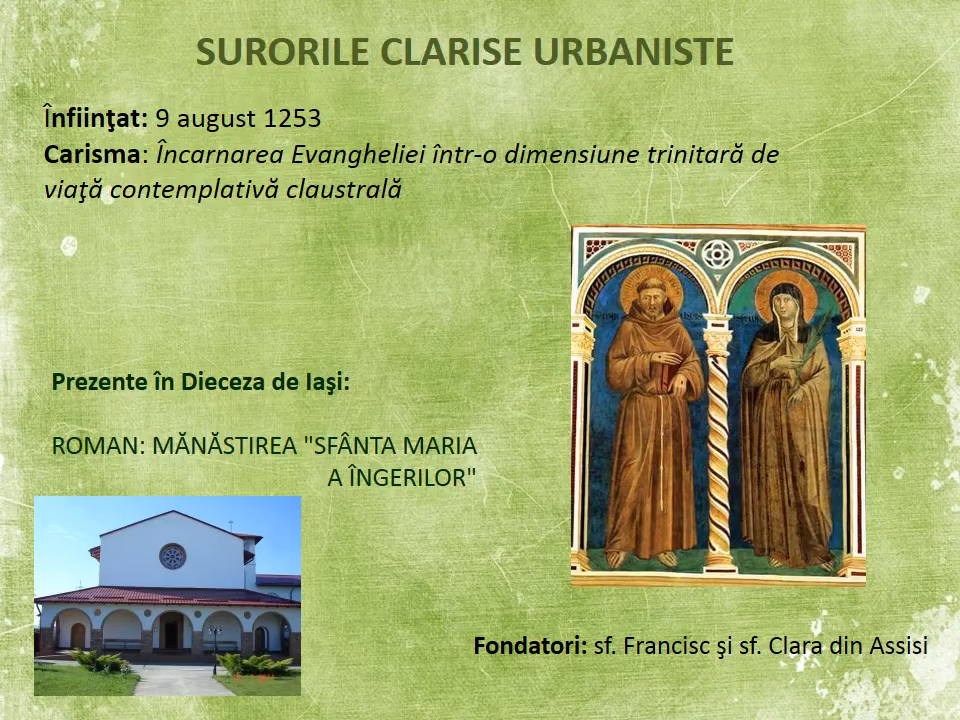 SURORILE CLARISE URBANISTE
Înfiinţat: 9 august 1253
Carisma: Încarnarea Evangheliei într-o dimensiune trinitară de
viaţă contemplativă claustrală
Prezente în Dieceza de Iaşi:
ROMAN: MĂNĂSTIREA "SFÂNTA MARIA
A ÎNGERILOR"
Fondatori: sf. Francisc şi sf. Clara din Assisi